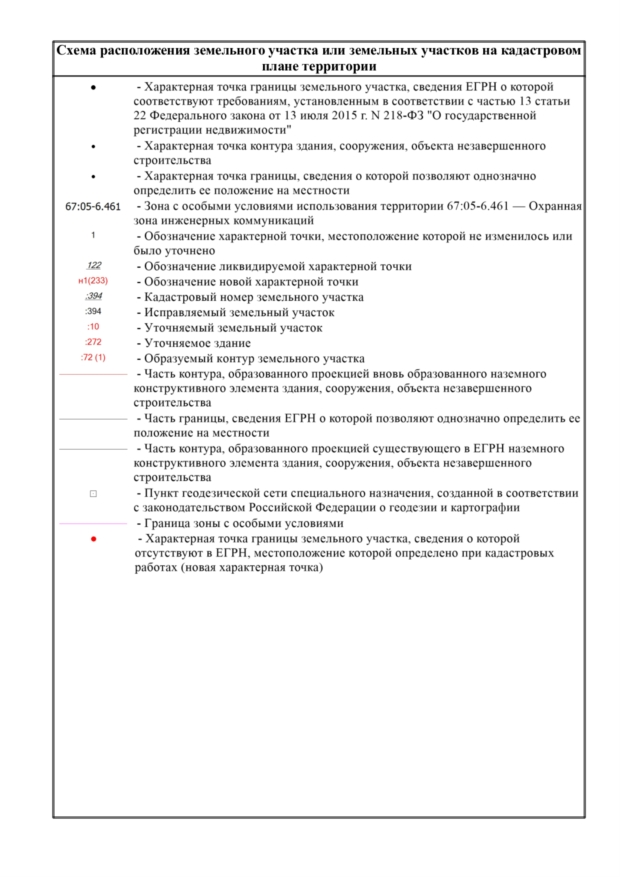 Схема расположения земельного участка или земельных участков на кадастровом
плане территории
- Характерная точка границы земельного участка, сведения ЕГРН о которой
соответствуют требованиям, установленным в соответствии с частью 13 статьи
22 Федерального закона от 13 июля 2015 г. N 218-ФЗ "О государственной
регистрации недвижимости"
- Характерная точка контура здания, сооружения, объекта незавершенного
строительства
- Характерная точка границы, сведения о которой позволяют однозначно
определить ее положение на местности
67:05-6.461 - Зона с особыми условиями использования территории 67:05-6.461 — Охранная
зона инженерных коммуникаций
1 - Обозначение характерной точки, местоположение которой не изменилось или
было уточнено
122 - Обозначение ликвидируемой характерной точки
н1(233) - Обозначение новой характерной точки
:394 - Кадастровый номер земельного участка
:394 - Исправляемый земельный участок
:10 - Уточняемый земельный участок
:272 - Уточняемое здание
:72 (1) - Образуемый контур земельного участка
- Часть контура, образованного проекцией вновь образованного наземного
конструктивного элемента здания, сооружения, объекта незавершенного
строительства
- Часть границы, сведения ЕГРН о которой позволяют однозначно определить ее
положение на местности
- Часть контура, образованного проекцией существующего в ЕГРН наземного
конструктивного элемента здания, сооружения, объекта незавершенного
строительства
- Пункт геодезической сети специального назначения, созданной в соответствии
с законодательством Российской Федерации о геодезии и картографии
- Граница зоны с особыми условиями
- Характерная точка границы земельного участка, сведения о которой
отсутствуют в ЕГРН, местоположение которой определено при кадастровых
работах (новая характерная точка)